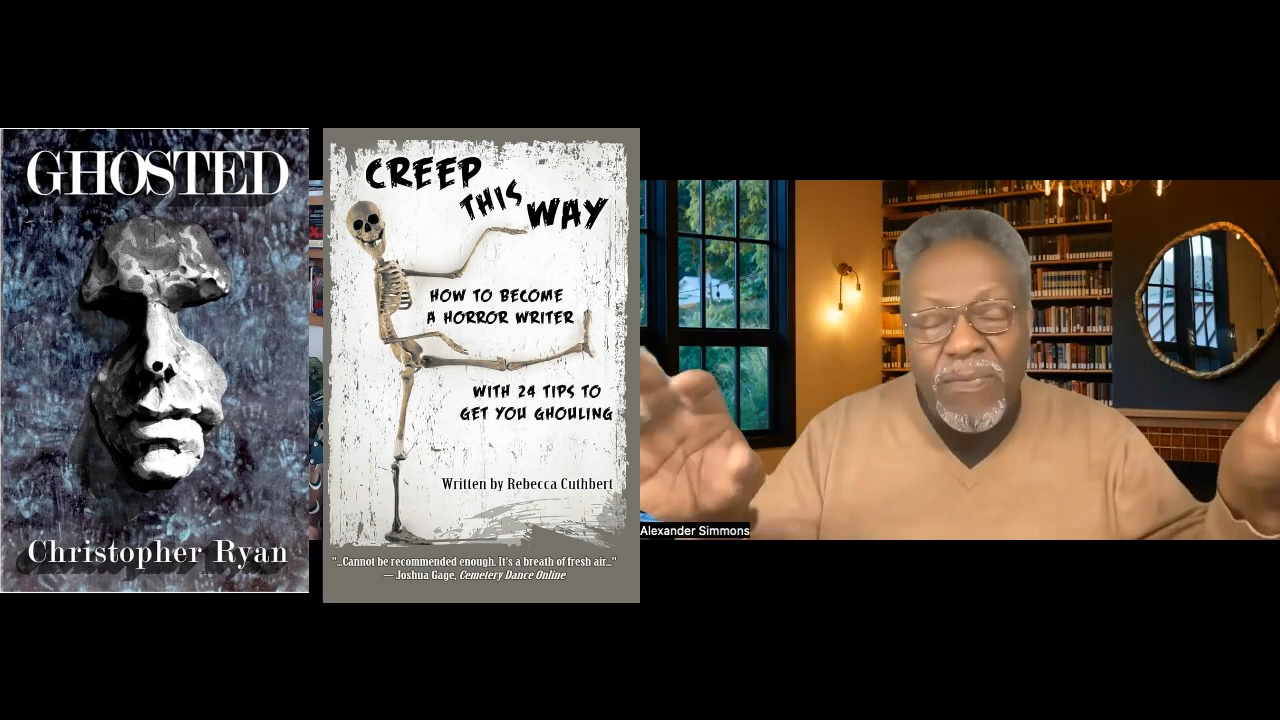 GHOSTED
Christopher Ryan
CREEP
THIS
WAY
HOW TO BECOME
A HORROR WRITER
WITH 24 TIPS TO
GET YOU GHOULING
Written by Rebecca Cuthbert
"...Cannot be recommended enough. It's a breath of fresh air..."
— Joshua Gage, Cemetery Dance Online
Alexander Simmons